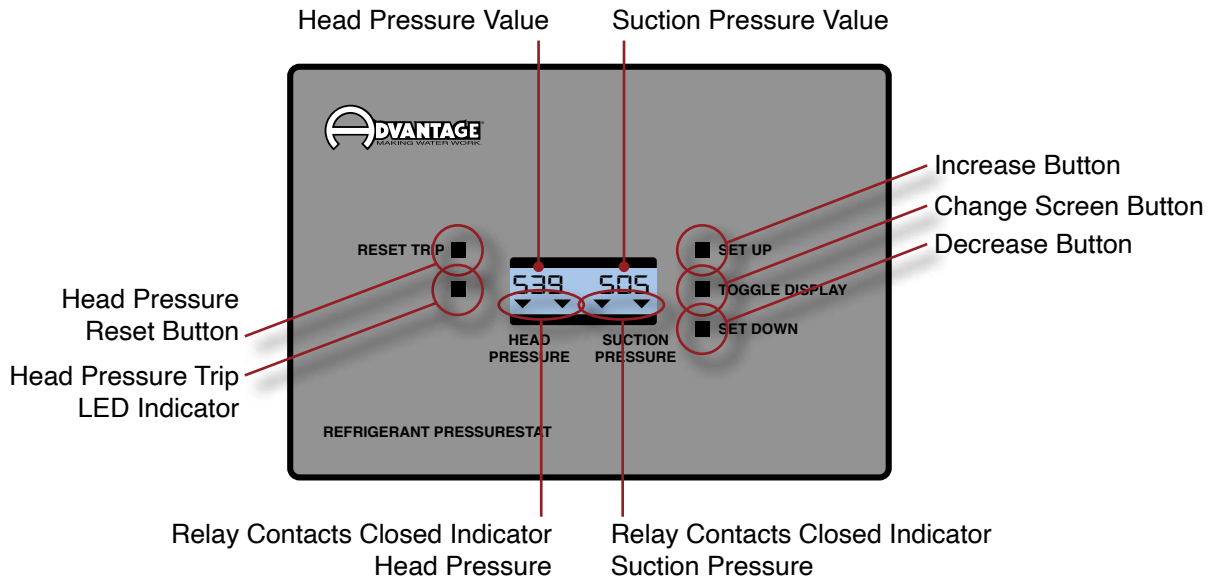 Head Pressure Value
Suction Pressure Value
ADVANTAGE
MAKING WATER WORK.
Increase Button
Change Screen Button
Decrease Button
RESET TRIP
SET UP
539 505
TOGGLE DISPLAY
SET DOWN
Head Pressure
Reset Button
HEAD
PRESSURE
SUCTION
PRESSURE
Head Pressure Trip
LED Indicator
REFRIGERANT PRESSURESTAT
Relay Contacts Closed Indicator
Head Pressure
Relay Contacts Closed Indicator
Suction Pressure